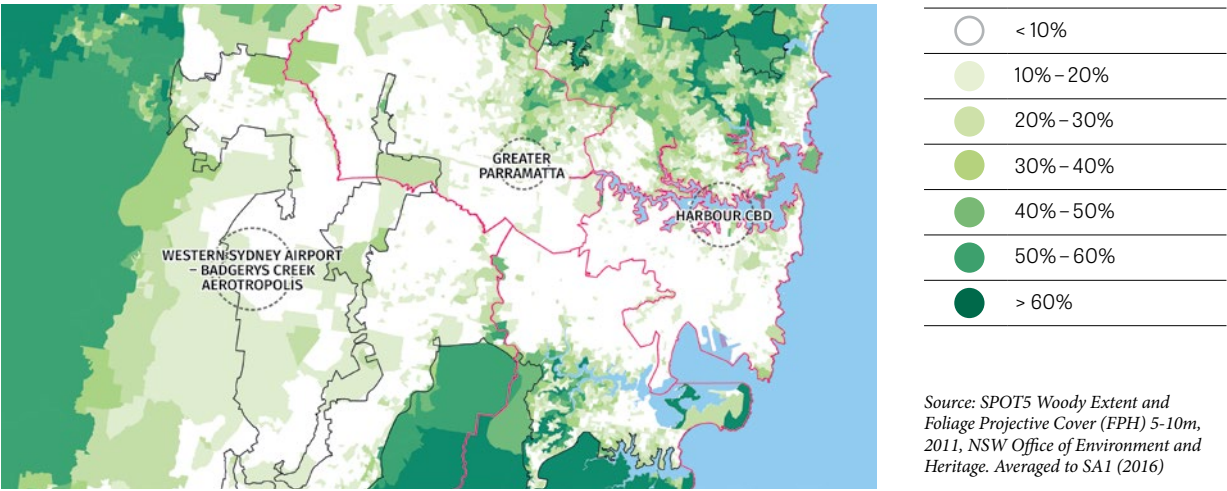 GREATER
PARRAMATTA
HARBOUR CBD
WESTERN SYDNEY AIRPORT
– BADGERYS CREEK
AEROTROPOLIS
< 10%
10% – 20%
20% – 30%
30% – 40%
40% – 50%
50% – 60%
> 60%
Source: SPOT5 Woody Extent and
Foliage Projective Cover (FPH) 5-10m,
2011, NSW Office of Environment and
Heritage. Averaged to SA1 (2016)